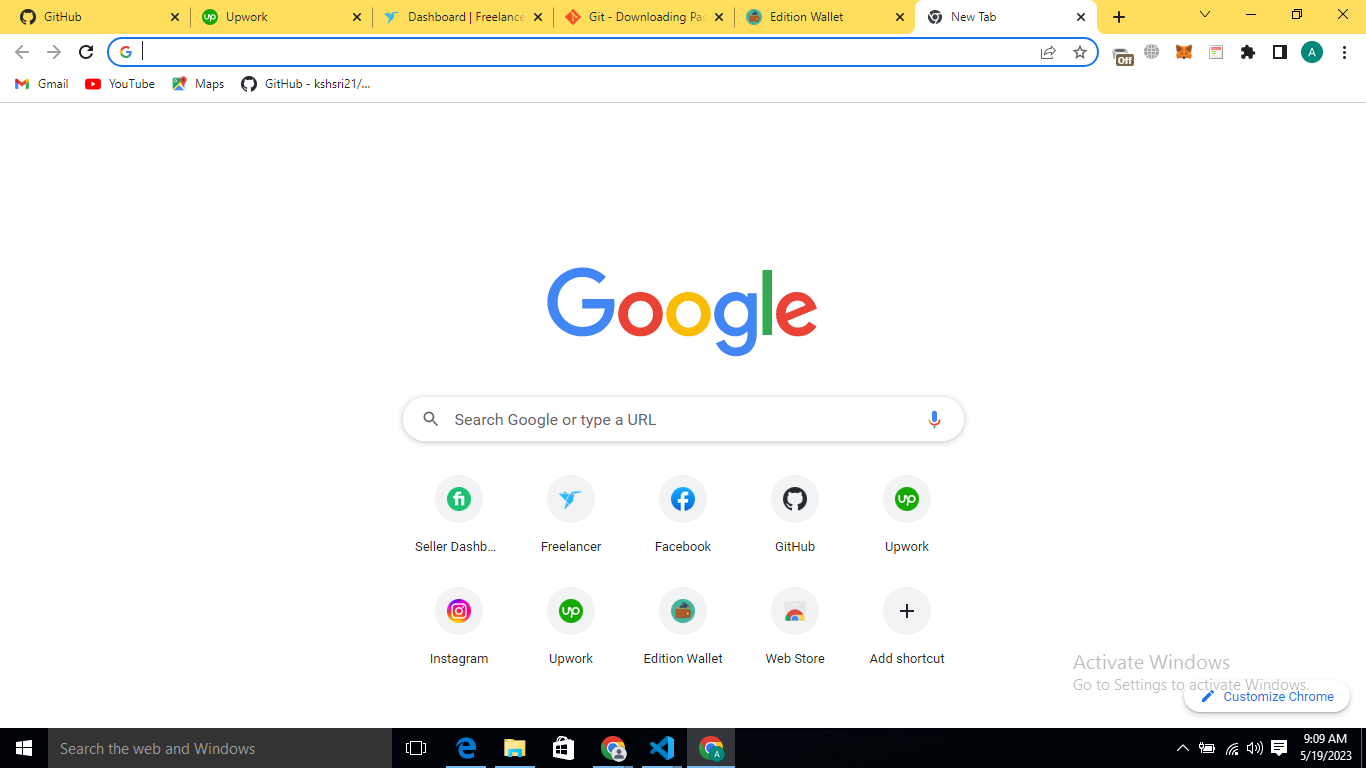 GitHub
Upwork
Dashboard | Freelance
Git - Downloading Pac
Edition Wallet
New Tab
Off
A
Gmail
YouTube
Maps
GitHub - kshsri21/...
Google
Search Google or type a URL
Seller Dashb...
Freelancer
Facebook
GitHub
Upwork
Instagram
Upwork
Edition Wallet
Web Store
Add shortcut
Activate Windows
Go to Settings to activate Windows.
Customize Chrome
Search the web and Windows
9:09 AM
5/19/2023